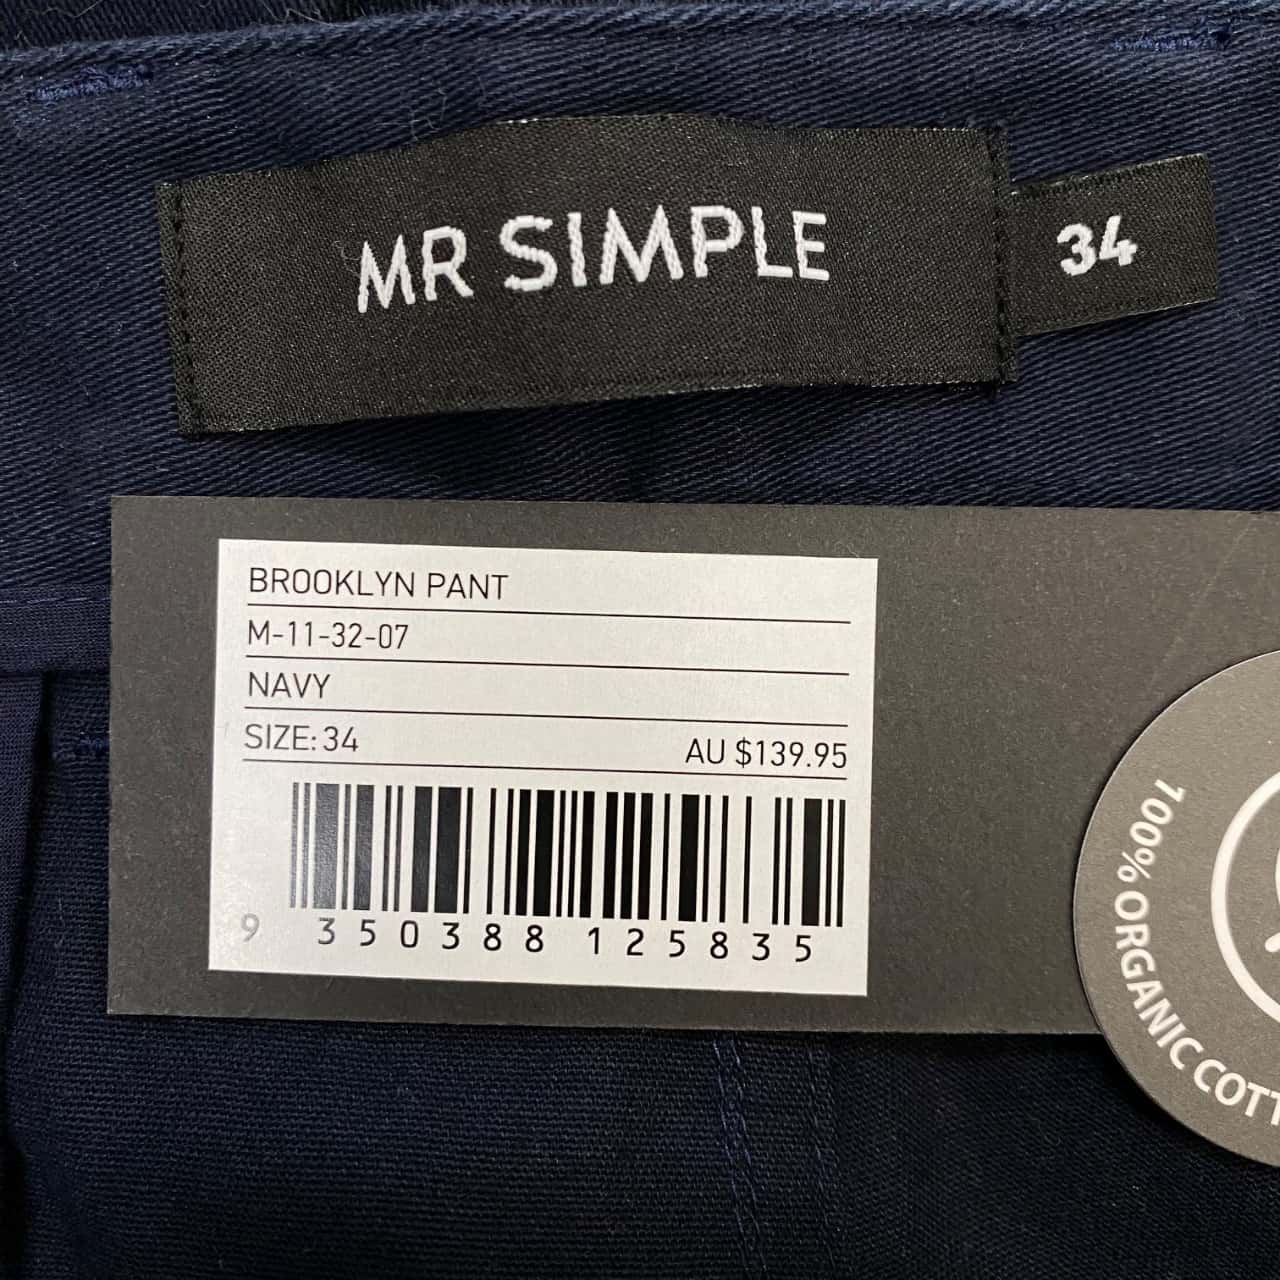 MR SIMPLE
34
BROOKLYN PANT
M-11-32-07
NAVY
SIZE: 34 AU $139.95
9 350388 125835
100% ORGANIC COTT